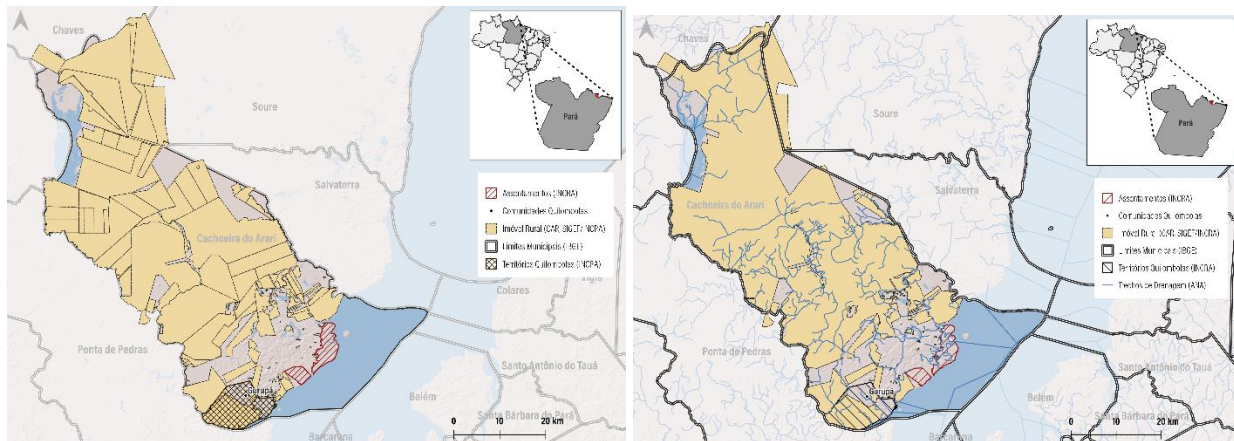 Chaves
Soure
Pará
Salvaterra
Cachoeira do Arari
Colares
Ponta de Pedras
Gurupá
Santo Antônio do Tauá
Belém
Santa Bárbara do Pará
Barcarena
Assentamentos (INCRA)
Comunidades Quilombolas
Imóvel Rural (CAR, SIGEF/INCRA)
Limites Municipais (IBGE)
Territórios Quilombolas (INCRA)
0 10 20 km
Chaves
Soure
Pará
Salvaterra
Cachoeira do Arari
Colares
Ponta de Pedras
Gurupá
Santo Antônio do Tauá
Belém
Santa Bárbara do Pará
Barcarena
Assentamentos (INCRA)
Comunidades Quilombolas
Imóvel Rural (CAR, SIGEF/INCRA)
Limites Municipais (IBGE)
Territórios Quilombolas (INCRA)
Trechos de Drenagem (ANA)
0 10 20 km